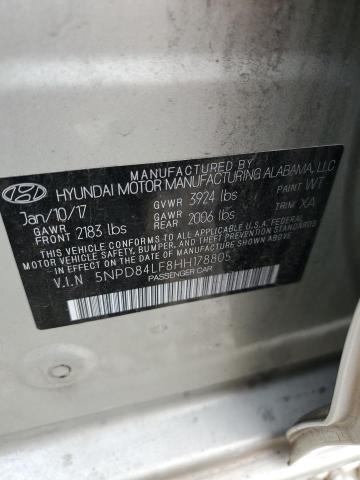 MANUFACTURED BY
HYUNDAI MOTOR MANUFACTURING ALABAMA, LLC
Jan/10/17 GVWR 3924 lbs PAINT WT
GAWR FRONT 2183 lbs GAWR REAR 2006 lbs TRIM XA
THIS VEHICLE CONFORMS TO ALL APPLICABLE U.S.A. FEDERAL
MOTOR VEHICLE SAFETY, BUMPER, AND THEFT PREVENTION
STANDARDS IN EFFECT ON THE DATE OF MANUFACTURE SHOWN ABOVE.
V.I.N 5NPD84LF8HH178805
PASSENGER CAR